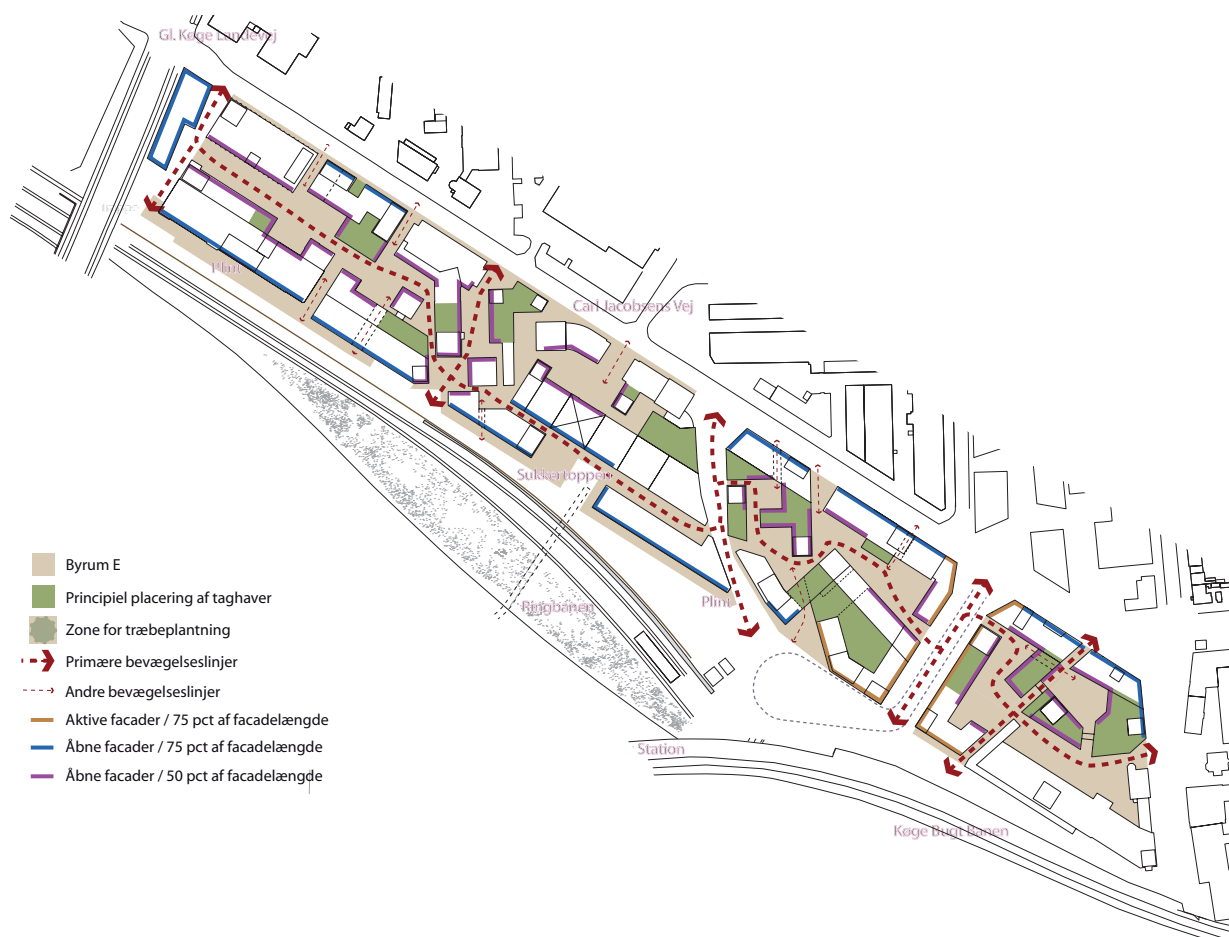 Gl. Køge Landevej
Plint
Carl Jacobsens Vej
Sukkertoppen
Plint
Ringbanen
Station
Køge Bugt Banen
Byrum E
Principiel placering af taghaver
Zone for træbeplantning
Primære bevægelseslinjer
Andre bevægelseslinjer
Aktive facader / 75 pct af facadelængde
Åbne facader / 75 pct af facadelængde
Åbne facader / 50 pct af facadelængde